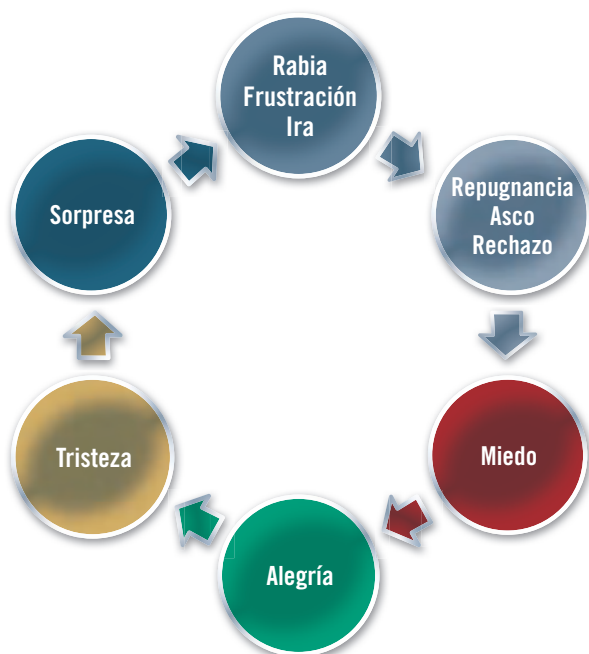 Rabia
Frustración
Ira
Repugnancia
Asco
Rechazo
Sorpresa
Miedo
Tristeza
Alegría